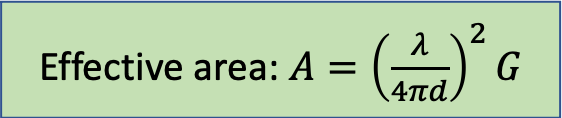 Effective area: A = (λ/4πd)² G